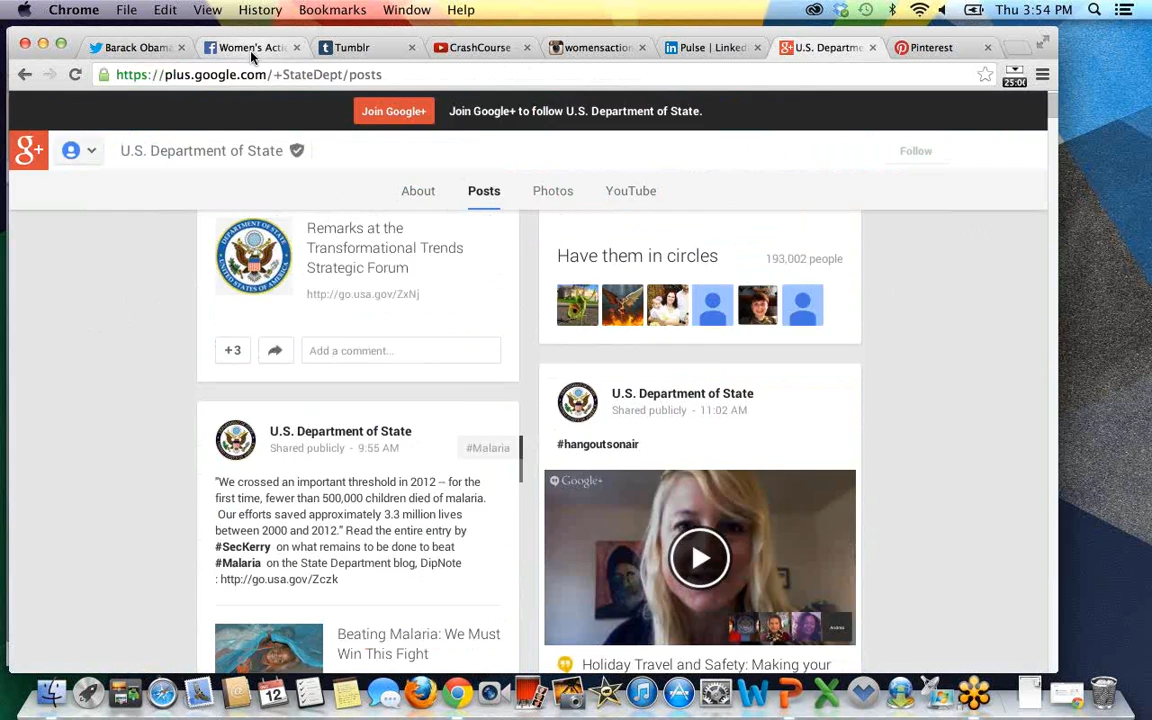 Chrome File Edit View History Bookmarks Window Help
Thu 3:54 PM
Barack Obama
Women's Acti
Tumblr
CrashCourse
womensaction
Pulse | Linked
U.S. Departme
Pinterest
https://plus.google.com/+StateDept/posts
25:00
Join Google+
Join Google+ to follow U.S. Department of State.
g+
U.S. Department of State
Follow
About
Posts
Photos
YouTube
Remarks at the
Transformational Trends
Strategic Forum
http://go.usa.gov/ZxNj
+3
Add a comment...
U.S. Department of State
Shared publicly - 9:55 AM
#Malaria
"We crossed an important threshold in 2012 -- for the
first time, fewer than 500,000 children died of malaria.
Our efforts saved approximately 3.3 million lives
between 2000 and 2012." Read the entire entry by
#SecKerry on what remains to be done to beat
#Malaria on the State Department blog, DipNote
: http://go.usa.gov/Zczk
Beating Malaria: We Must
Win This Fight
Have them in circles
193,002 people
U.S. Department of State
Shared publicly - 11:02 AM
#hangoutsonair
Google+
Andrea
Holiday Travel and Safety: Making your
12